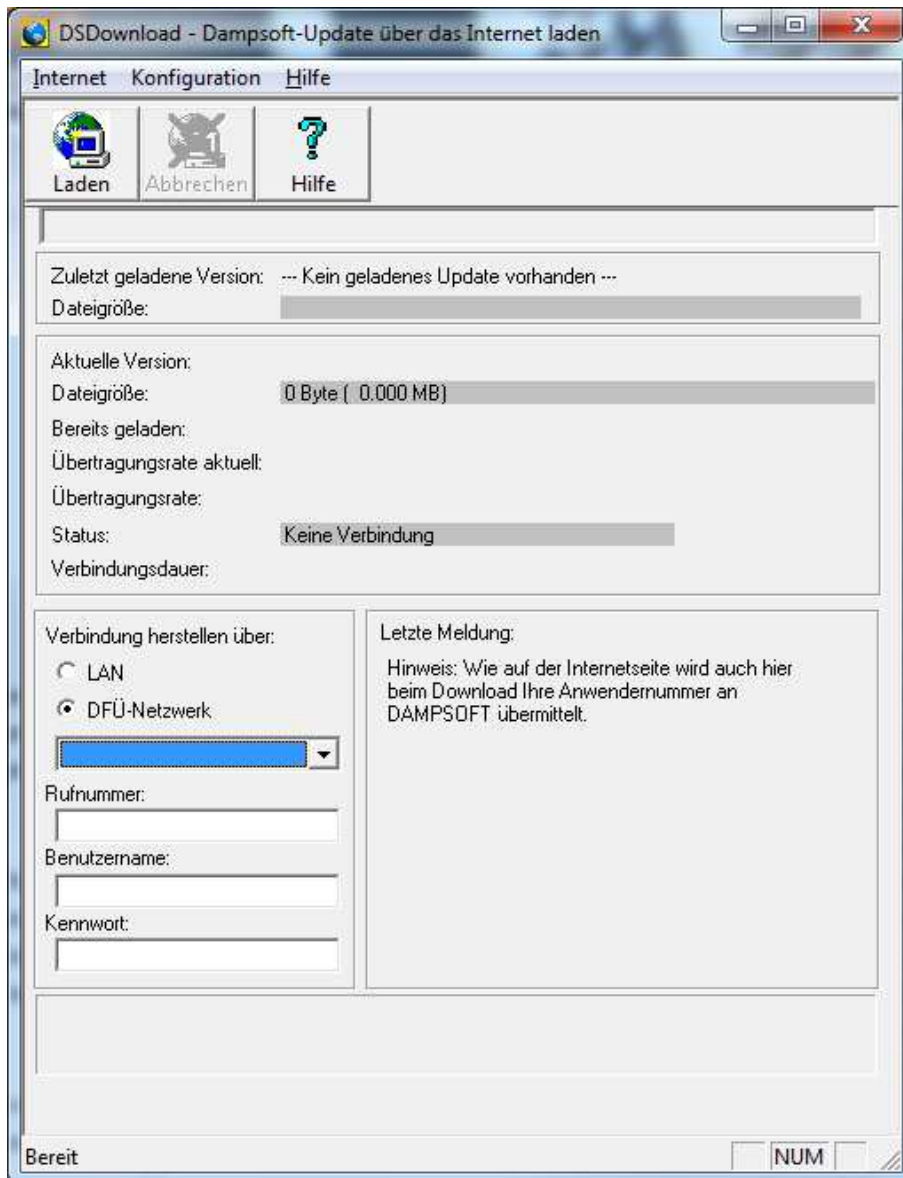 DSDownload - Dampsoft-Update über das Internet laden
Internet Konfiguration Hilfe
Laden Abbrechen Hilfe
Zuletzt geladene Version: --- Kein geladenes Update vorhanden ---
Dateigröße:
Aktuelle Version:
Dateigröße: 0 Byte ( 0.000 MB)
Bereits geladen:
Übertragungsrate aktuell:
Übertragungsrate:
Status: Keine Verbindung
Verbindungsdauer:
Verbindung herstellen über:
LAN
DFÜ-Netzwerk
Rufnummer:
Benutzername:
Kennwort:
Letzte Meldung:
Hinweis: Wie auf der Internetseite wird auch hier
beim Download Ihre Anwendernummer an
DAMPSOFT übermittelt.
Bereit NUM